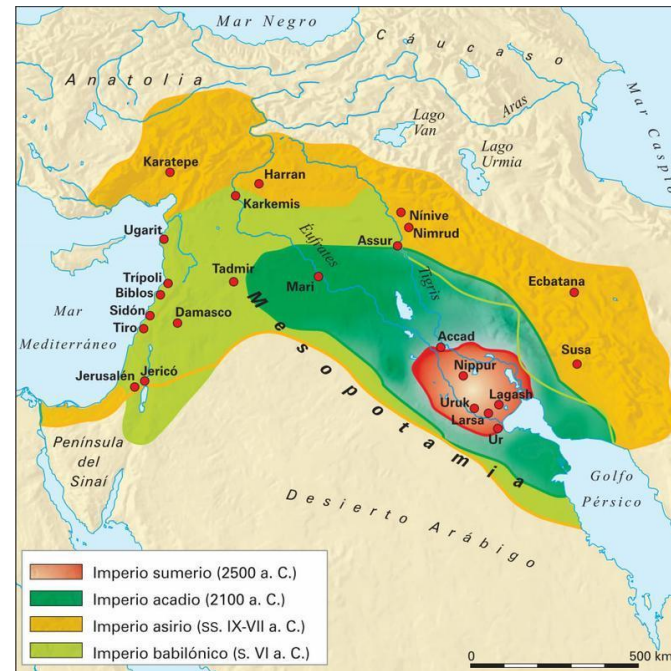 Mar Negro
Cáucaso
Mar Caspio
Anatolia
Aras
Lago
Van
Lago
Urmia
Karatepe
Harran
Karkemis
Nínive
Nimrud
Ugarit
Éufrates
Assur
Trípoli
Biblos
Tadmir
Mari
Tigris
Ecbatana
Sidón
Tiro
Damasco
Mar
Mediterráneo
Accad
Susa
Nippur
Jerusalén
Jericó
Mesopotamia
Uruk
Lagash
Larsa
Ur
Península
del
Sinaí
Golfo
Pérsico
Desierto Arábigo
Imperio sumerio (2500 a. C.)
Imperio acadio (2100 a. C.)
Imperio asirio (SS. IX-VII a. C.)
Imperio babilónico (S. VI a. C.)
0 500 km